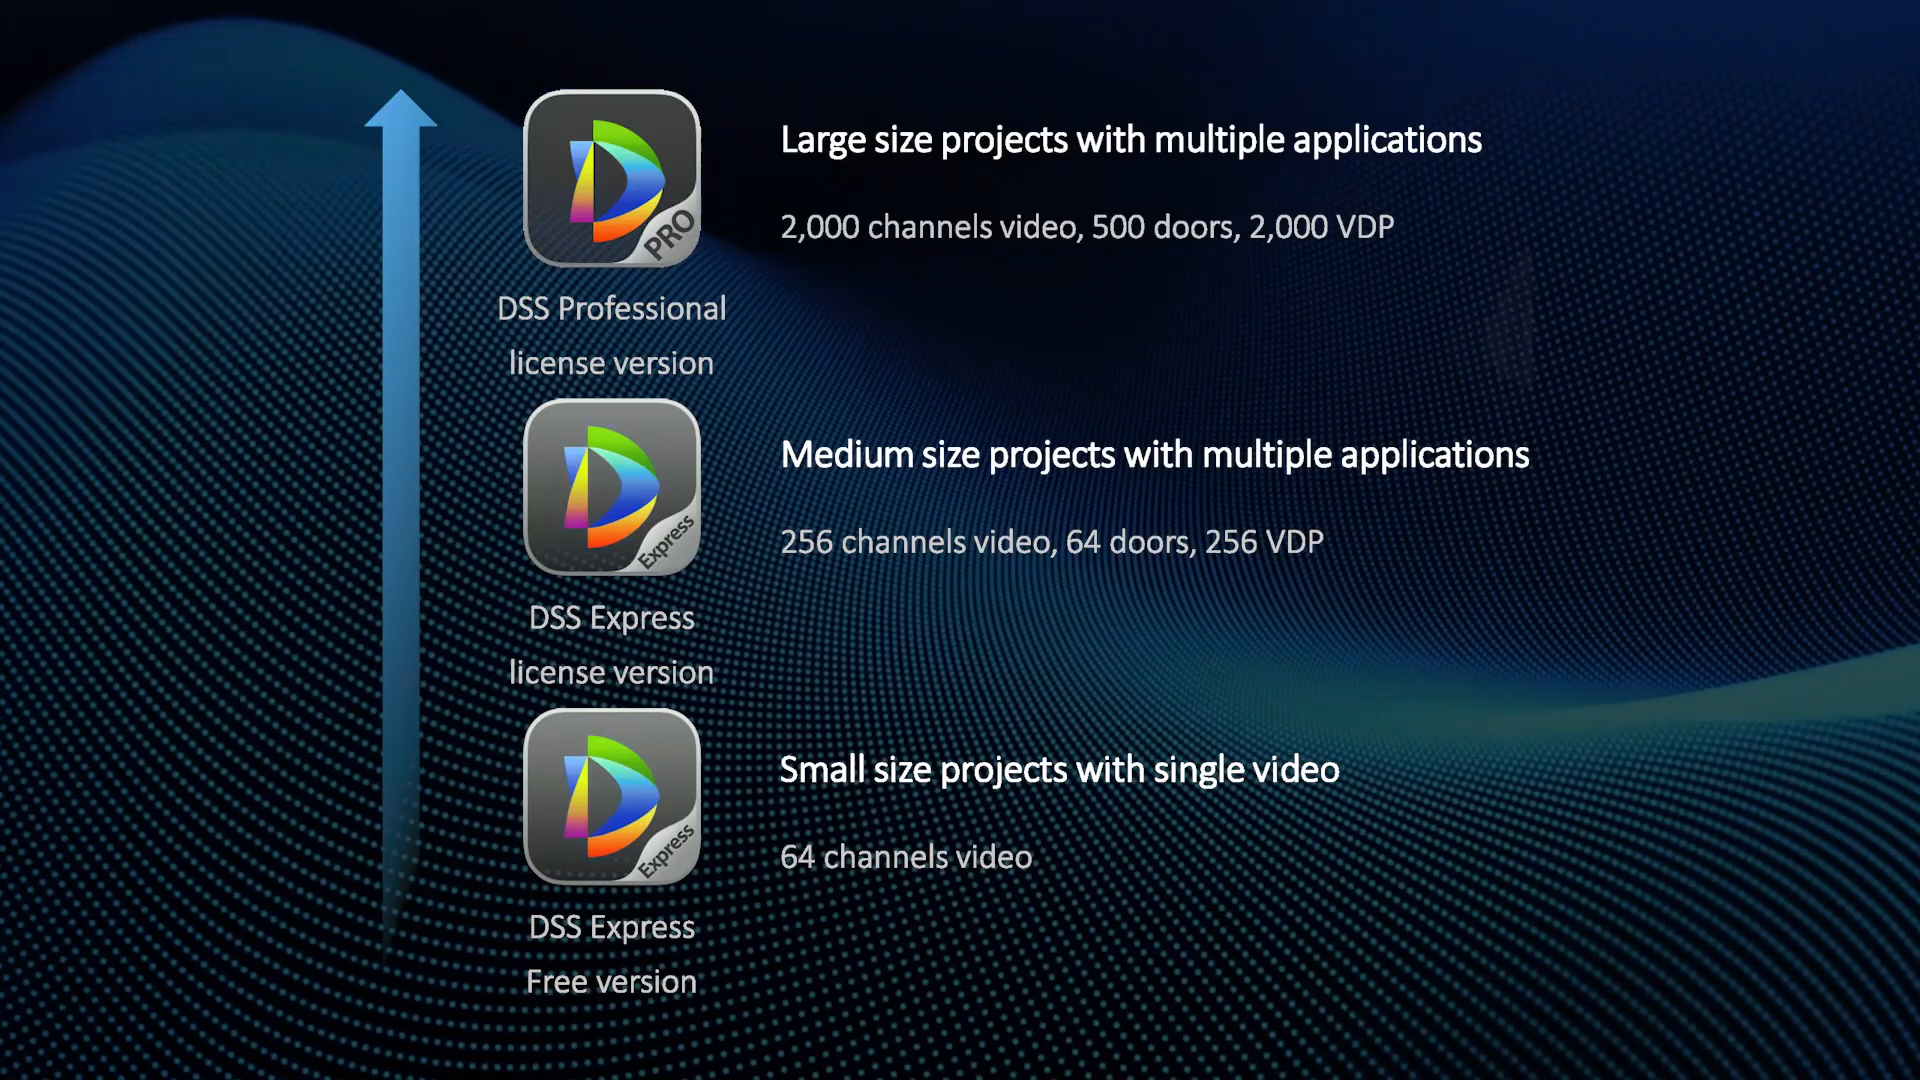 PRO
Large size projects with multiple applications
2,000 channels video, 500 doors, 2,000 VDP
DSS Professional
license version
Express
Medium size projects with multiple applications
256 channels video, 64 doors, 256 VDP
DSS Express
license version
Express
Small size projects with single video
64 channels video
DSS Express
Free version